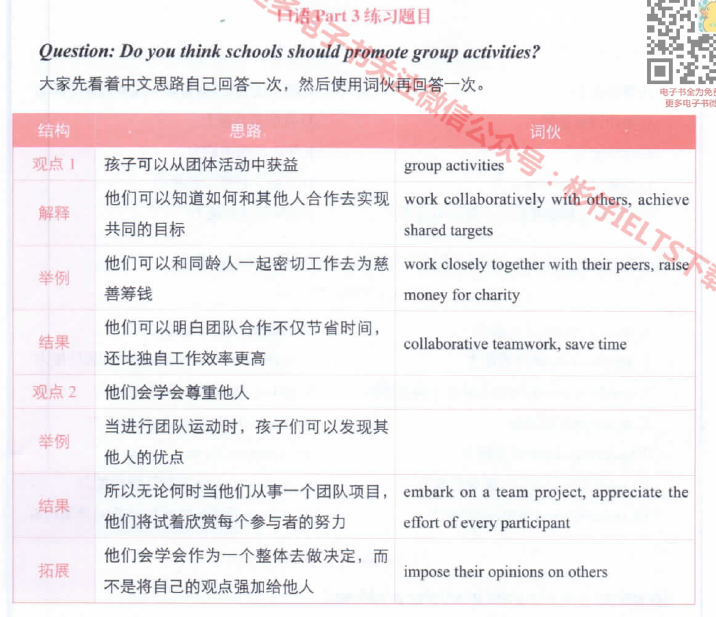 口语 Part 3 练习题目
Question: Do you think schools should promote group activities?
大家先看着中文思路自己回答一次，然后使用词伙再回答一次。
电子书全为免
更多电子书微
结构 思路 词伙
观点 1 孩子可以从团体活动中获益 group activities
解释 他们可以知道如何和其他人合作去实现 work collaboratively with others, achieve
共同的目标 shared targets
举例 他们可以和同龄人一起密切工作去为慈 work closely together with their peers, raise
善筹钱 money for charity
结果 他们可以明白团队合作不仅节省时间， collaborative teamwork, save time
还比独自工作效率更高
观点 2 他们会学会尊重他人
举例 当进行团队运动时，孩子们可以发现其
他人的优点
结果 所以无论何时当他们从事一个团队项目， embark on a team project, appreciate the
他们将试着欣赏每个参与者的努力 effort of every participant
拓展 他们会学会作为一个整体去做决定，而 impose their opinions on others
不是将自己的观点强加给他人
多电子书关注微信公众号：彬仔IELTS下载